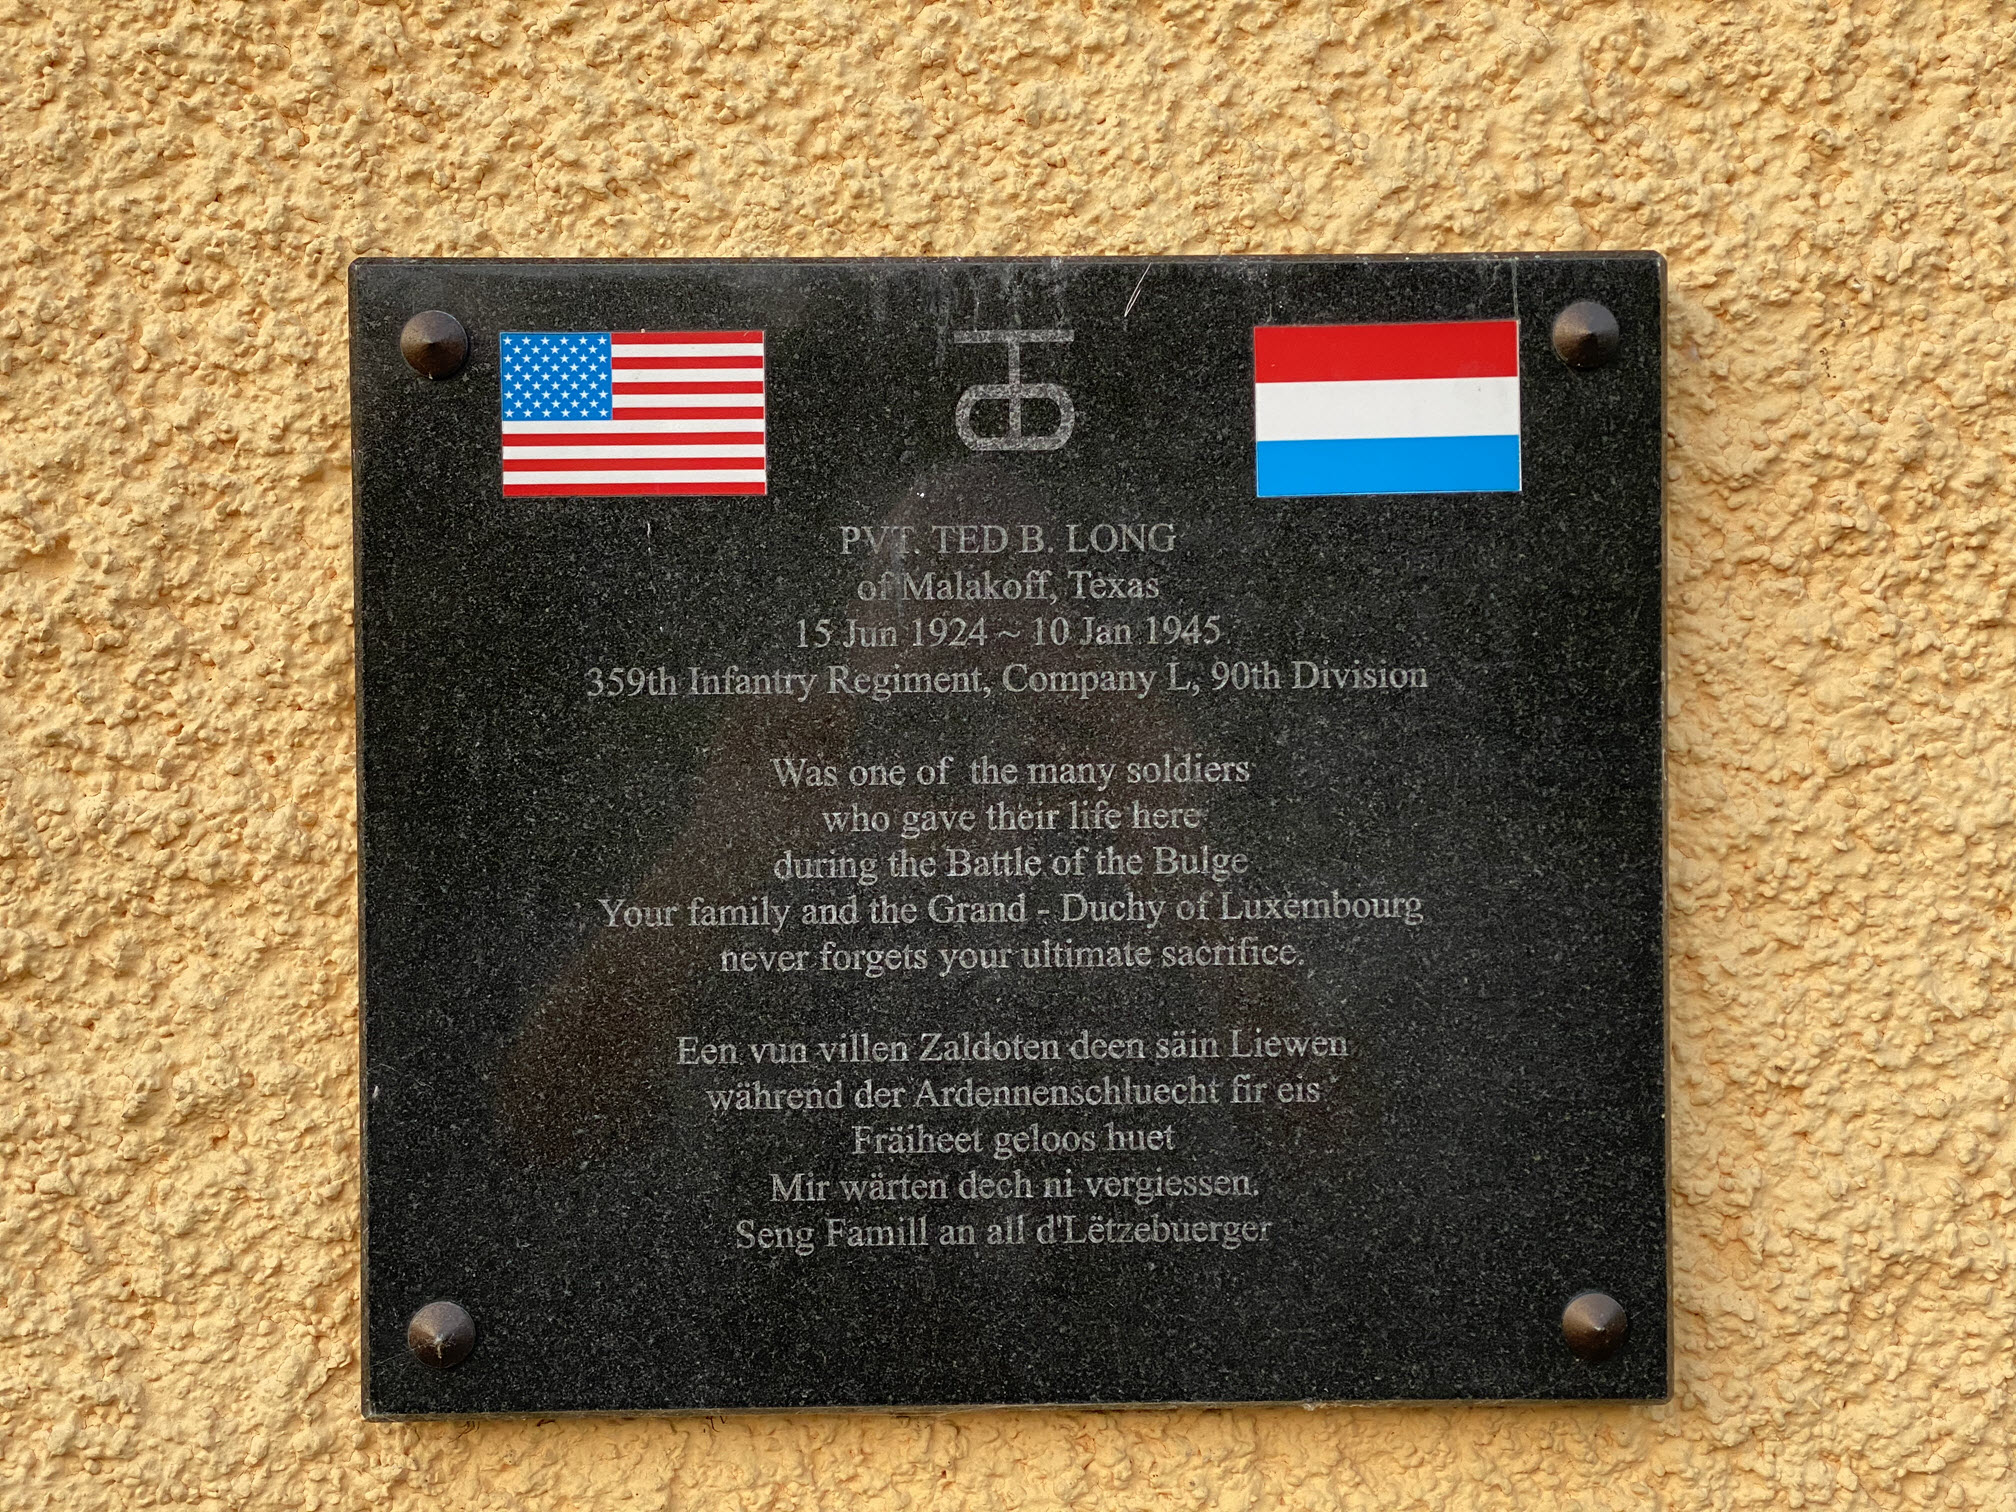 PVT. TED B. LONG
of Malakoff, Texas
15 Jun 1924 ~ 10 Jan 1945
359th Infantry Regiment, Company L, 90th Division
Was one of the many soldiers
who gave their life here
during the Battle of the Bulge
Your family and the Grand - Duchy of Luxembourg
never forgets your ultimate sacrifice.
Een vun villen Zaldoten deen säin Liewen
während der Ardennenschluecht fir eis
Fräiheet geloos huet
Mir wärten dech ni vergiessen.
Seng Famill an all d'Lëtzebuerger